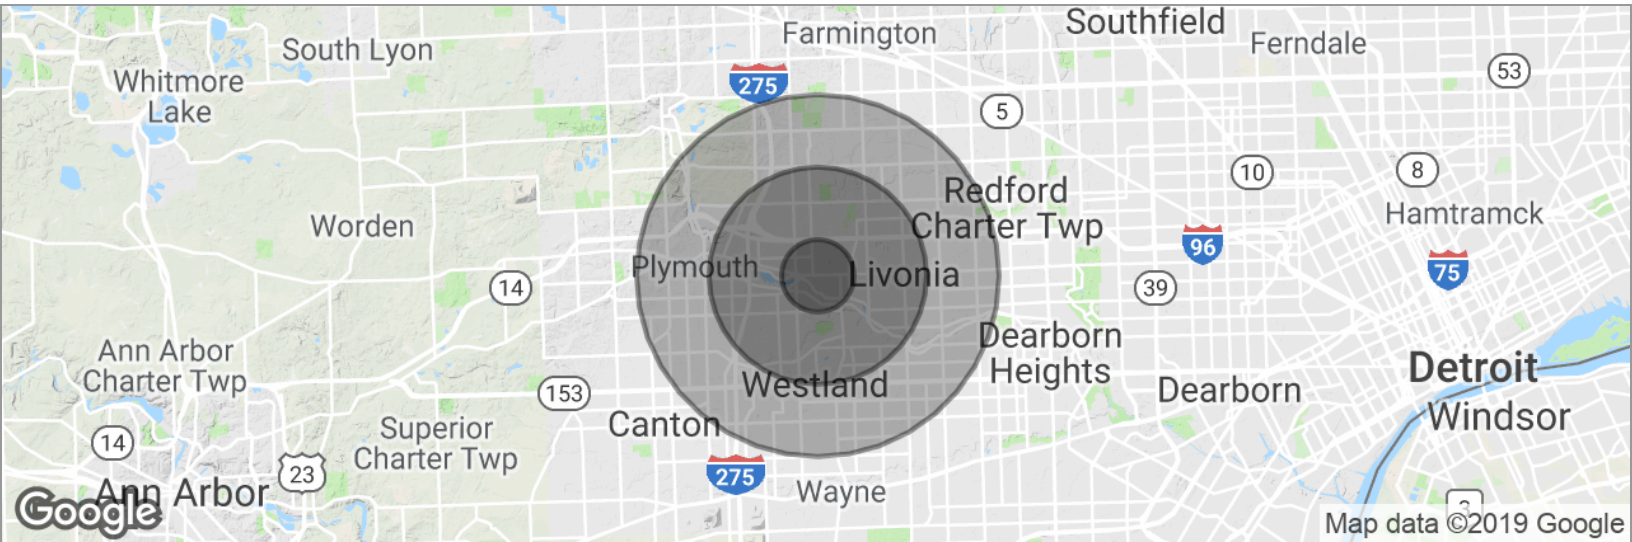 Southfield
Farmington
Ferndale
South Lyon
53
Whitmore
Lake
275
5
10
8
Redford
Charter Twp
Hamtramck
Worden
96
Plymouth
Livonia
75
14
39
Dearborn
Heights
Ann Arbor
Charter Twp
Detroit
153
Westland
Dearborn
Windsor
Canton
Superior
Charter Twp
14
23
275
Ann Arbor
Wayne
3
Google
Map data ©2019 Google